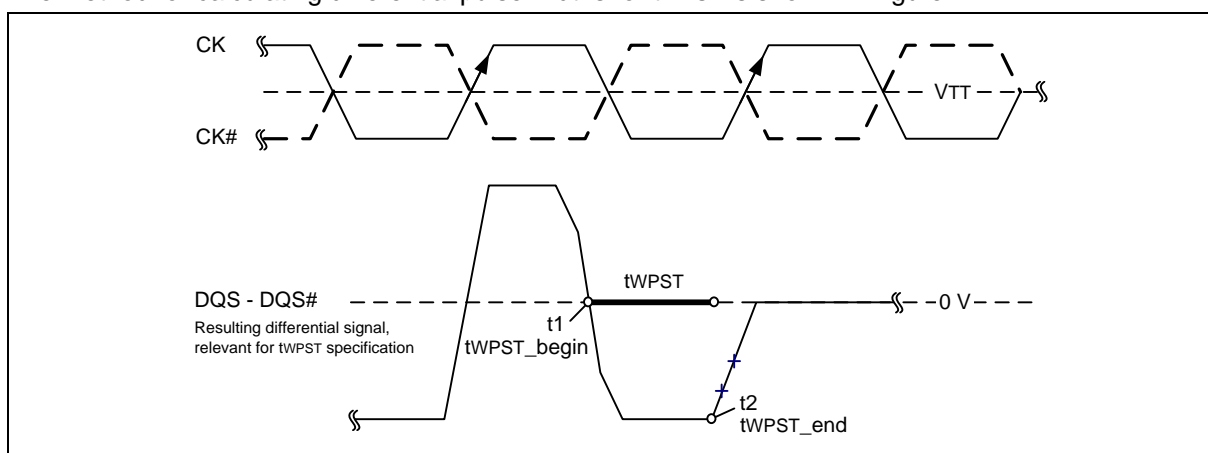 CK
VTT
CK#
tWPST
DQS - DQS#
0 V
Resulting differential signal,
relevant for tWPST specification
t1
tWPST_begin
t2
tWPST_end